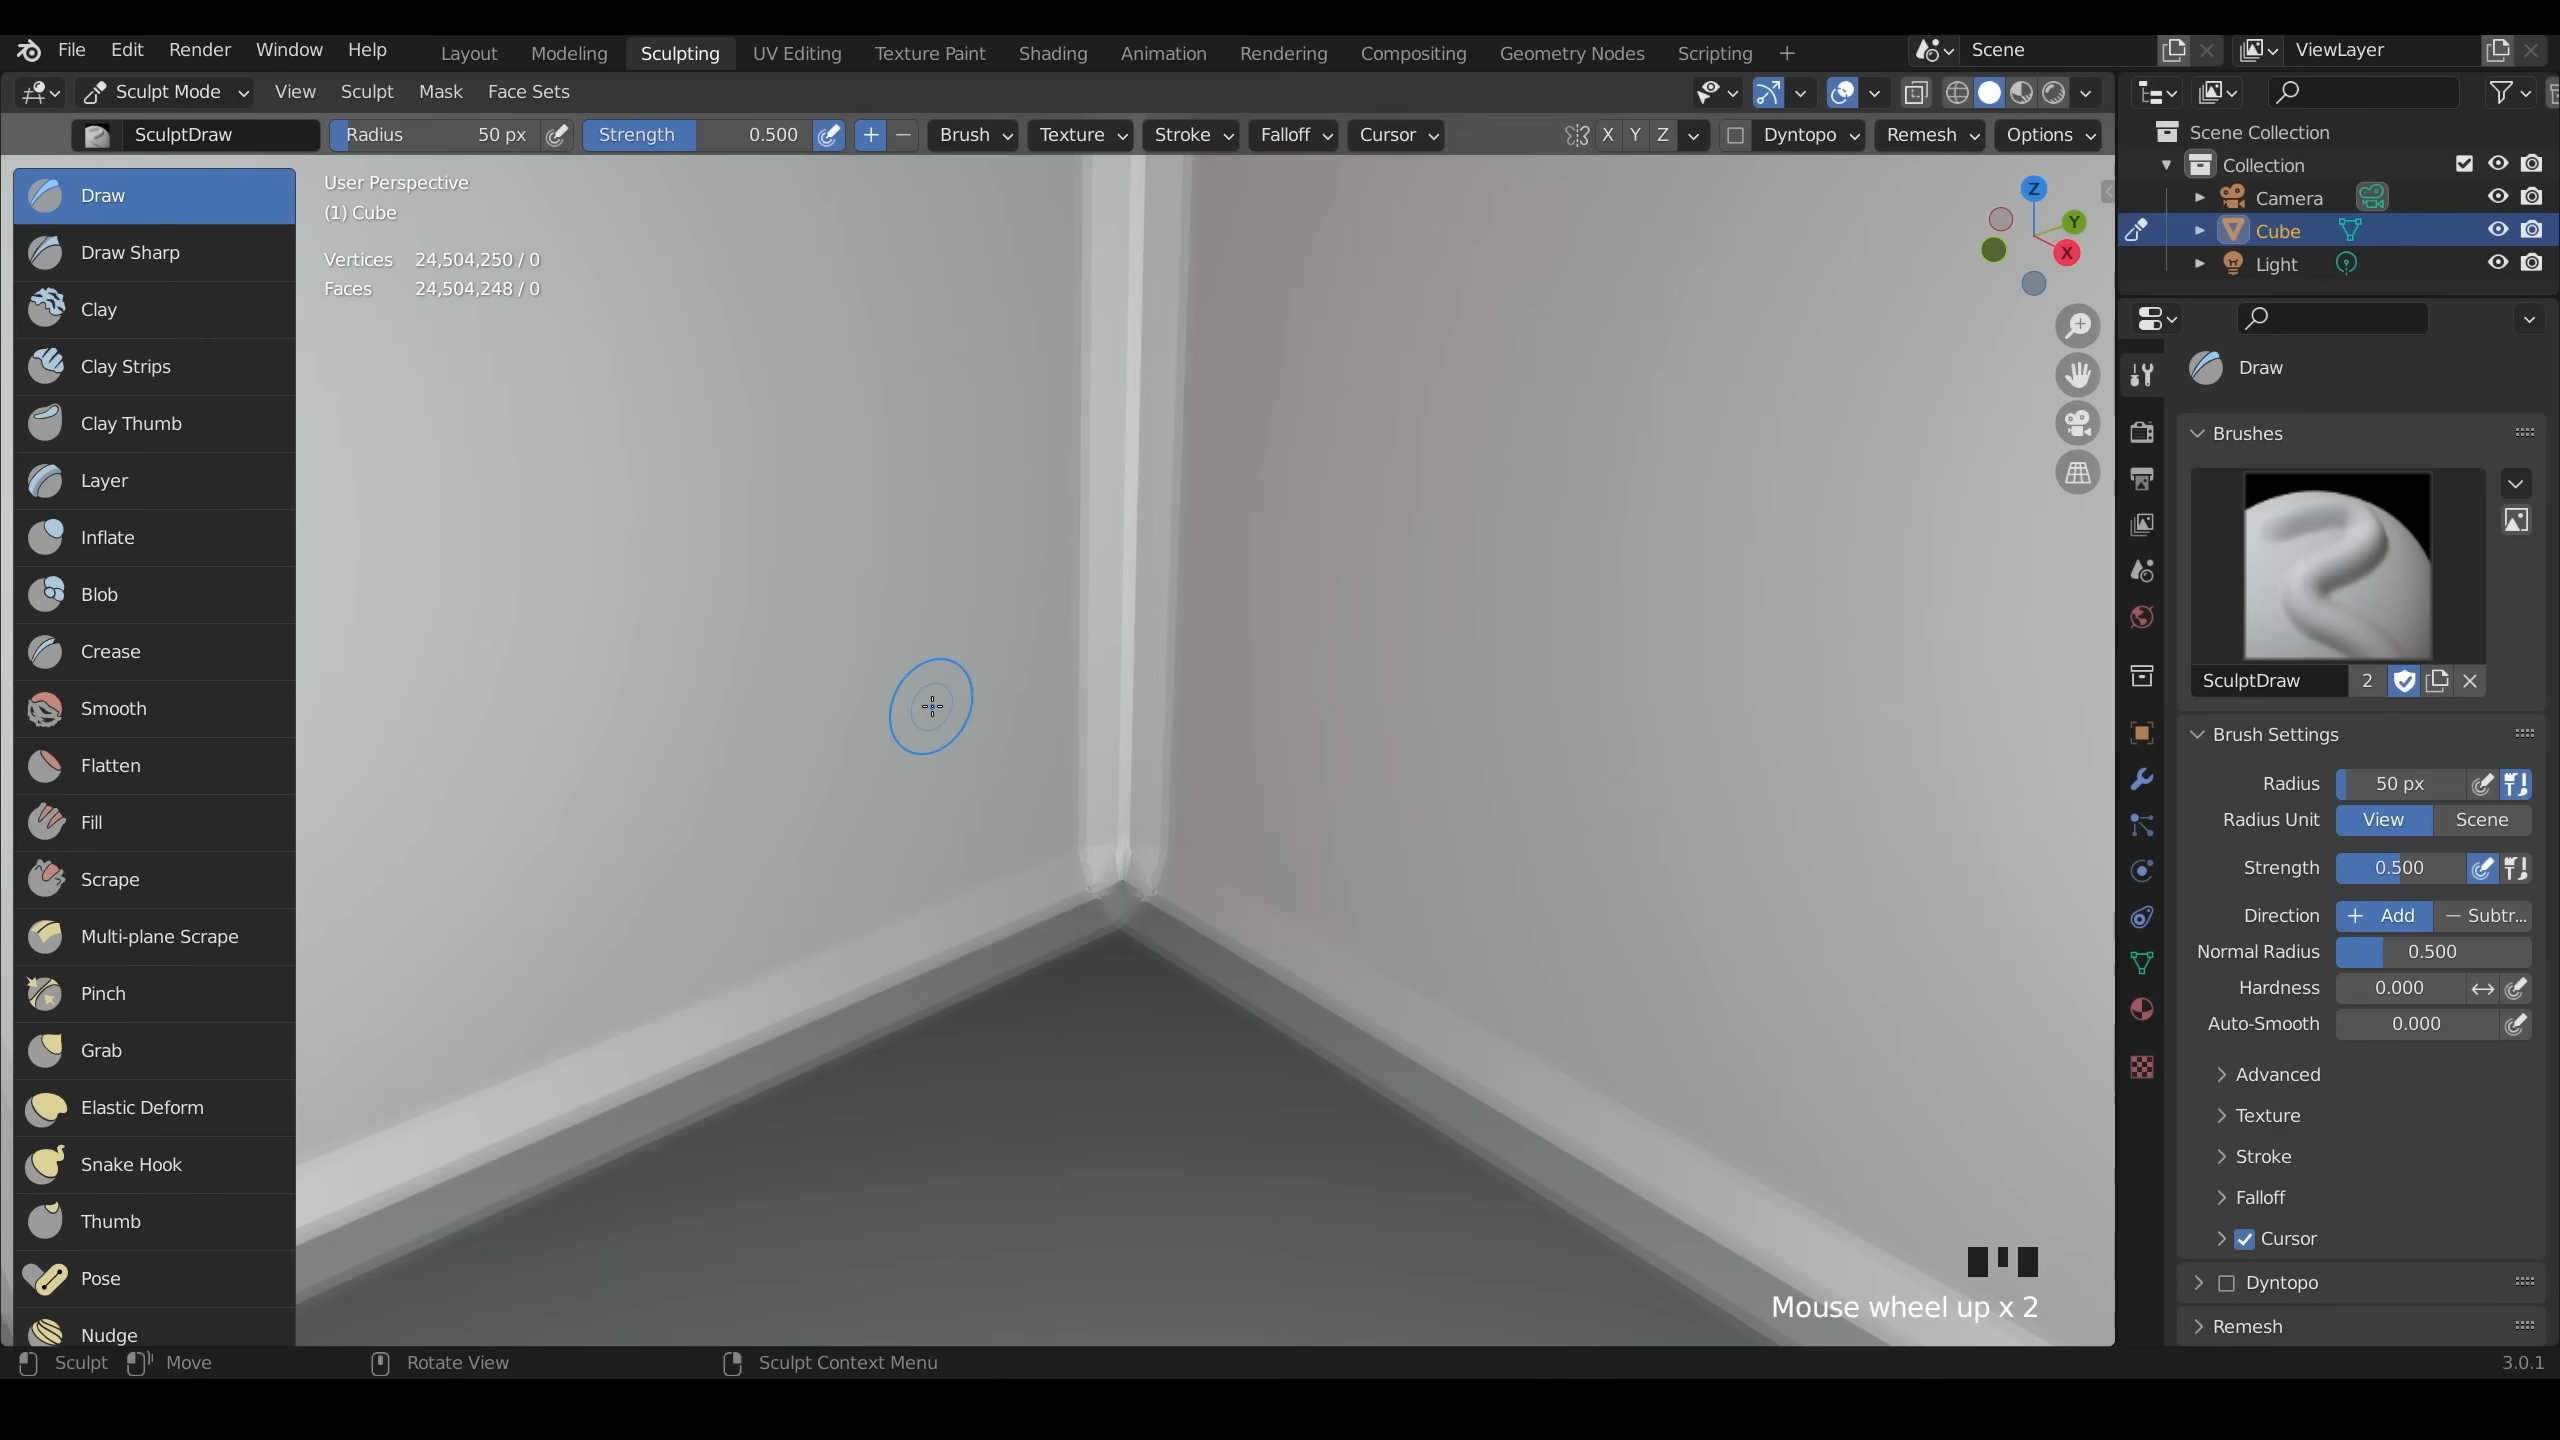 File Edit Render Window Help Layout Modeling Sculpting UV Editing Texture Paint Shading Animation Rendering Compositing Geometry Nodes Scripting + Scene ViewLayer
Sculpt Mode View Sculpt Mask Face Sets
SculptDraw Radius 50 px Strength 0.500 + − Brush Texture Stroke Falloff Cursor X Y Z Dyntopo Remesh Options
Draw
Draw Sharp
Clay
Clay Strips
Clay Thumb
Layer
Inflate
Blob
Crease
Smooth
Flatten
Fill
Scrape
Multi-plane Scrape
Pinch
Grab
Elastic Deform
Snake Hook
Thumb
Pose
Nudge
User Perspective
(1) Cube
Vertices 24,504,250 / 0
Faces 24,504,248 / 0
Z
Y
X
Mouse wheel up x 2
Scene Collection
Collection
Camera
Cube
Light
Draw
Brushes
SculptDraw 2
Brush Settings
Radius 50 px
Radius Unit View Scene
Strength 0.500
Direction + Add − Subtr...
Normal Radius 0.500
Hardness 0.000
Auto-Smooth 0.000
Advanced
Texture
Stroke
Falloff
Cursor
Dyntopo
Remesh
Sculpt Move Rotate View Sculpt Context Menu 3.0.1